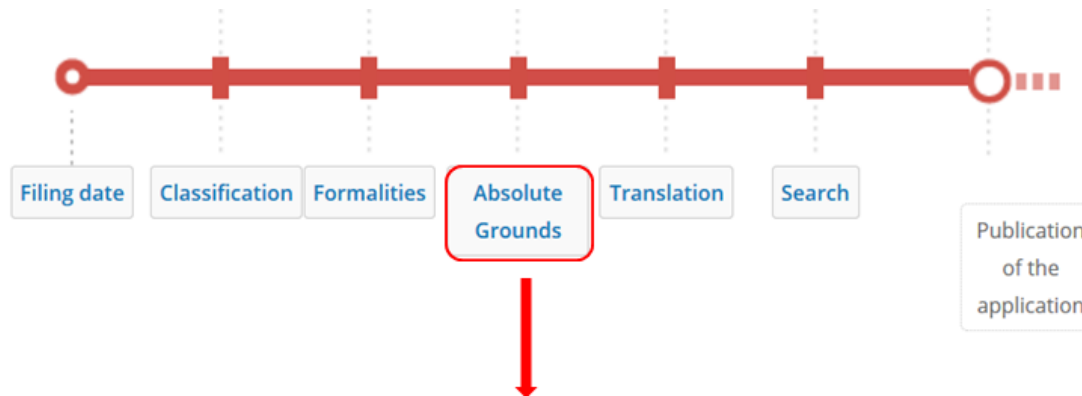 Filing date
Classification
Formalities
Absolute
Grounds
Translation
Search
Publication
of the
application